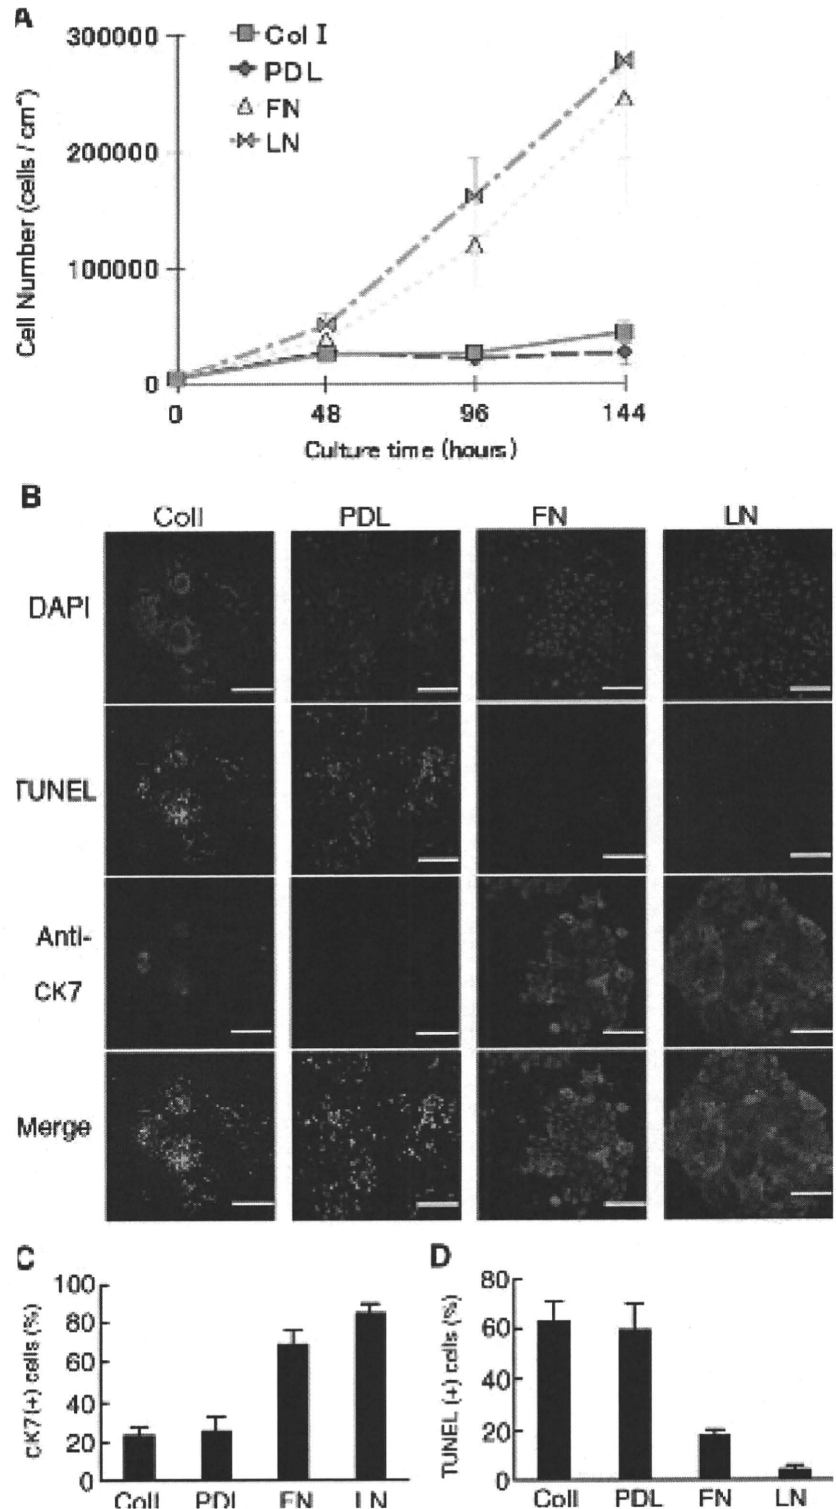 A
300000
200000
100000
0
Cell Number (cells / cm²)
Col I
PDL
FN
LN
0 48 96 144
Culture time (hours)
B
ColI PDL FN LN
DAPI
TUNEL
Anti-
CK7
Merge
C
100
80
60
40
20
0
CK7(+) cells (%)
ColI PDL FN LN
D
80
60
40
20
0
TUNEL (+) cells (%)
ColI PDL FN LN